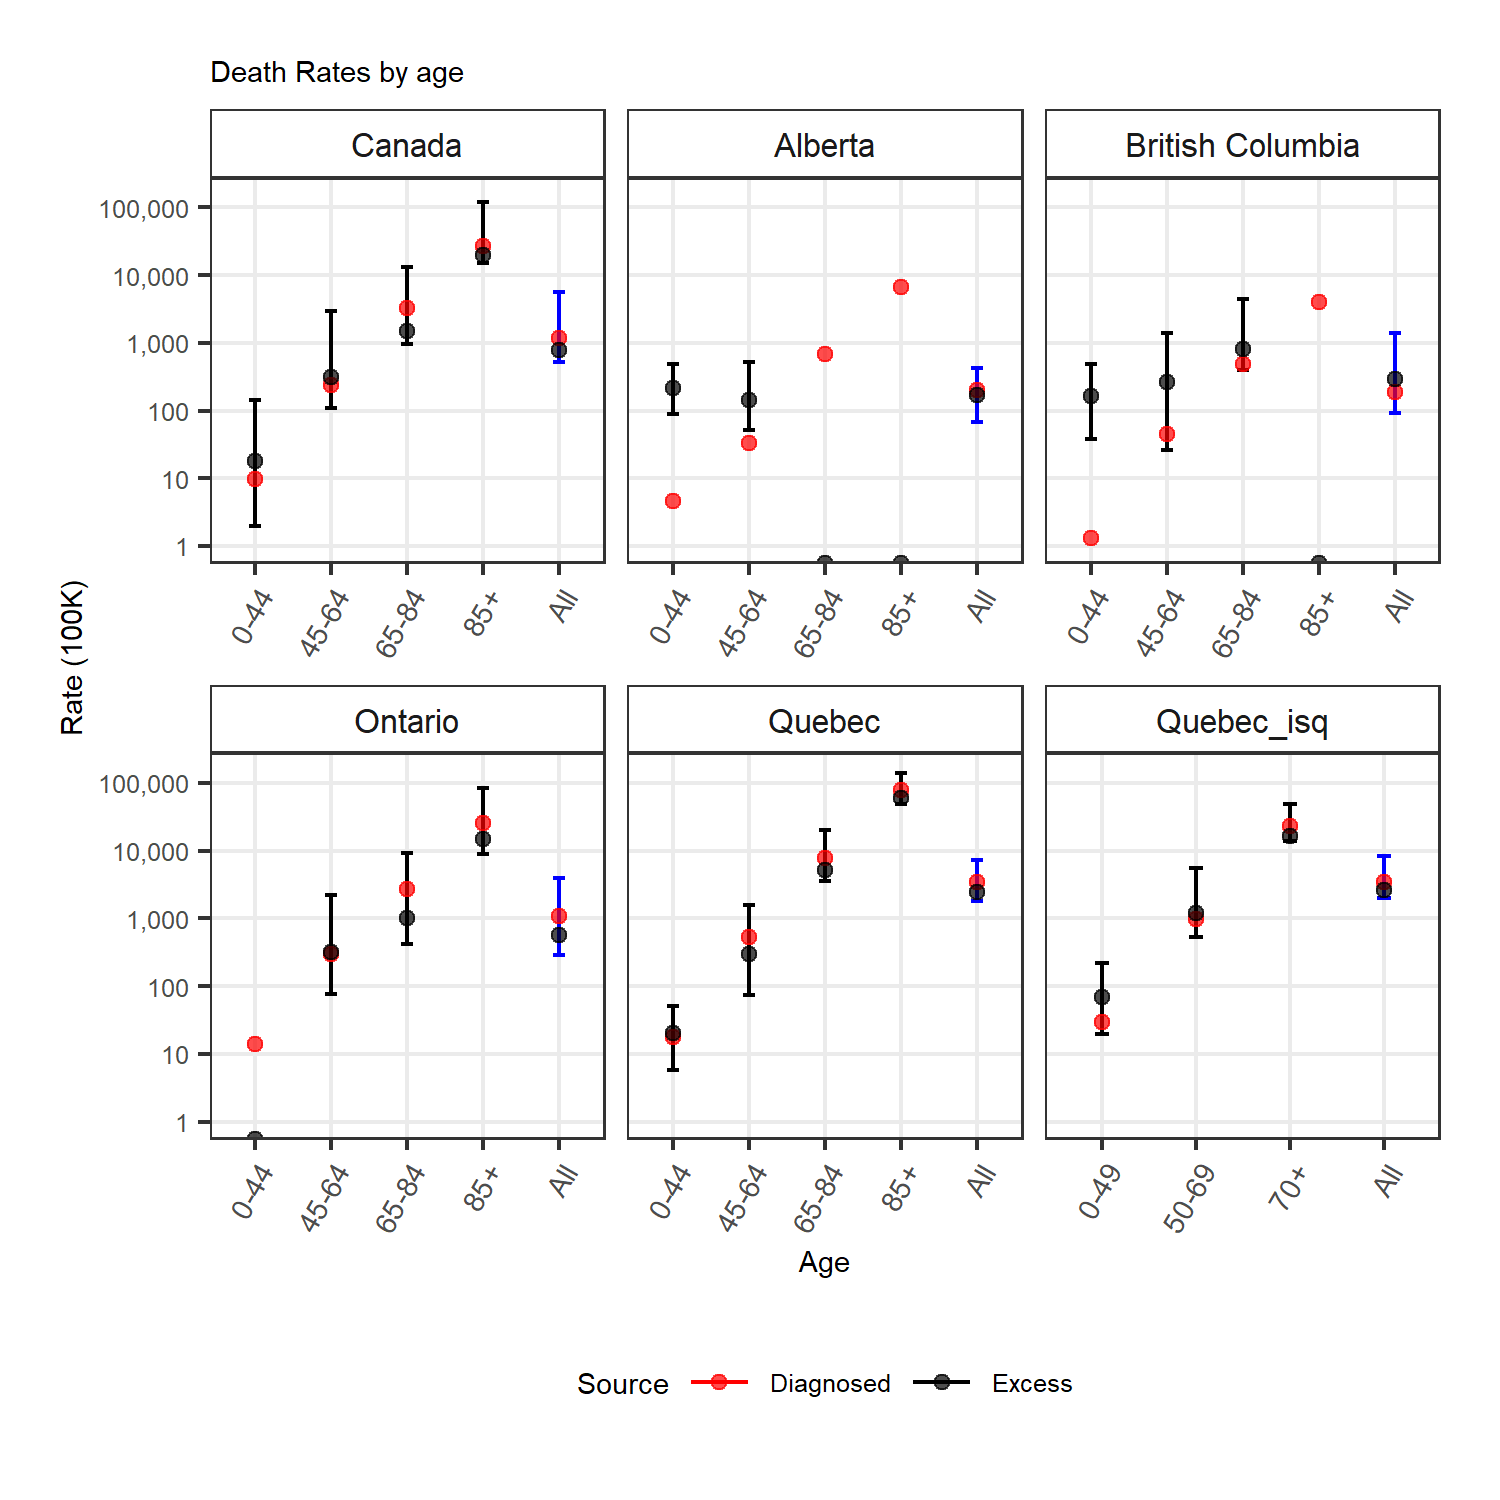 Death Rates by age
Canada
Alberta
British Columbia
100,000
10,000
1,000
100
10
1
0-44
45-64
65-84
85+
All
0-44
45-64
65-84
85+
All
0-44
45-64
65-84
85+
All
Rate (100K)
Ontario
Quebec
Quebec_isq
100,000
10,000
1,000
100
10
1
0-44
45-64
65-84
85+
All
0-44
45-64
65-84
85+
All
0-49
50-69
70+
All
Age
Source
Diagnosed
Excess